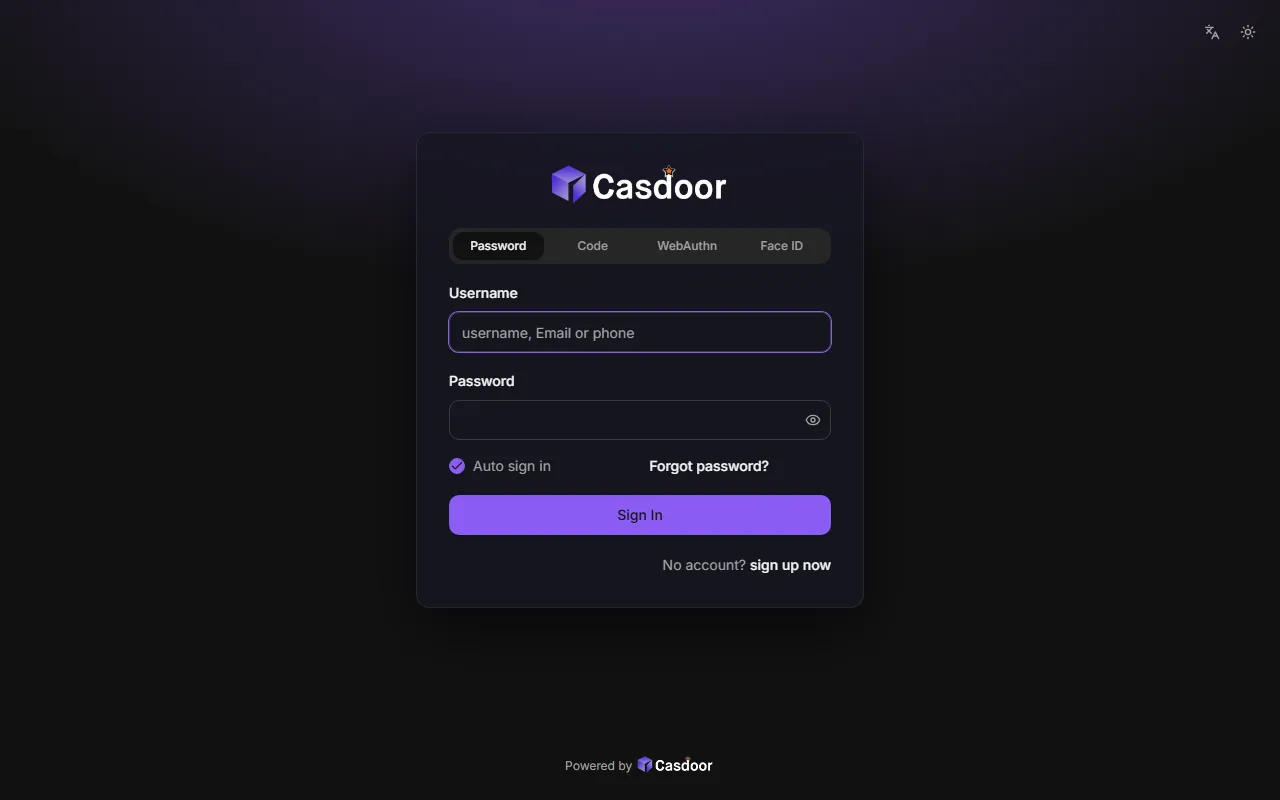 Casdoor
Password Code WebAuthn Face ID
Username
username, Email or phone
Password
Auto sign in Forgot password?
Sign In
No account? sign up now
Powered by Casdoor